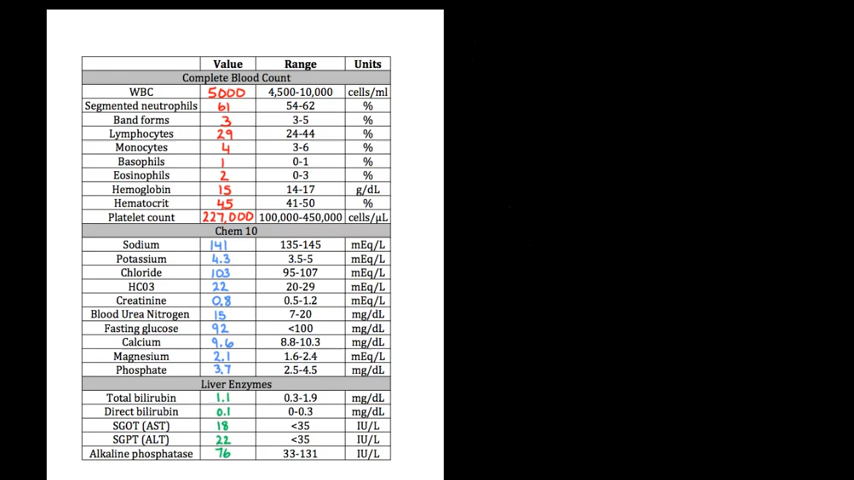 Value Range Units
Complete Blood Count
WBC 5000 4,500-10,000 cells/ml
Segmented neutrophils 61 54-62 %
Band forms 3 3-5 %
Lymphocytes 29 24-44 %
Monocytes 4 3-6 %
Basophils 1 0-1 %
Eosinophils 2 0-3 %
Hemoglobin 15 14-17 g/dL
Hematocrit 45 41-50 %
Platelet count 227,000 100,000-450,000 cells/µL
Chem 10
Sodium 141 135-145 mEq/L
Potassium 4.3 3.5-5 mEq/L
Chloride 103 95-107 mEq/L
HC03 22 20-29 mEq/L
Creatinine 0.8 0.5-1.2 mEq/L
Blood Urea Nitrogen 15 7-20 mg/dL
Fasting glucose 92 <100 mg/dL
Calcium 9.6 8.8-10.3 mg/dL
Magnesium 2.1 1.6-2.4 mEq/L
Phosphate 3.7 2.5-4.5 mg/dL
Liver Enzymes
Total bilirubin 1.1 0.3-1.9 mg/dL
Direct bilirubin 0.1 0-0.3 mg/dL
SGOT (AST) 18 <35 IU/L
SGPT (ALT) 22 <35 IU/L
Alkaline phosphatase 76 33-131 IU/L